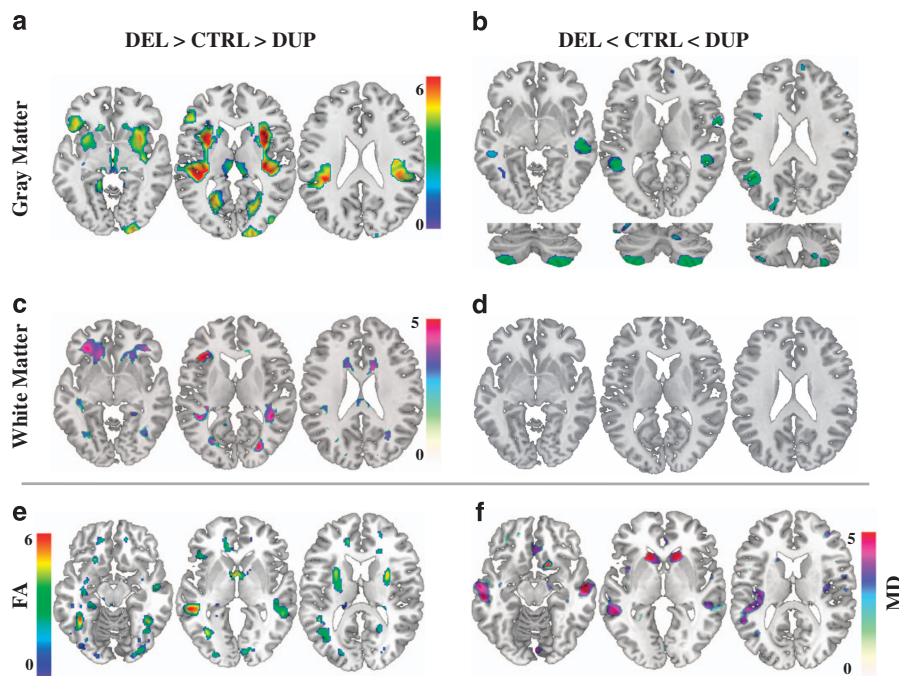 a
b
DEL > CTRL > DUP
DEL < CTRL < DUP
Gray Matter
6
0
c
d
White Matter
5
0
e
f
6
FA
0
5
MD
0